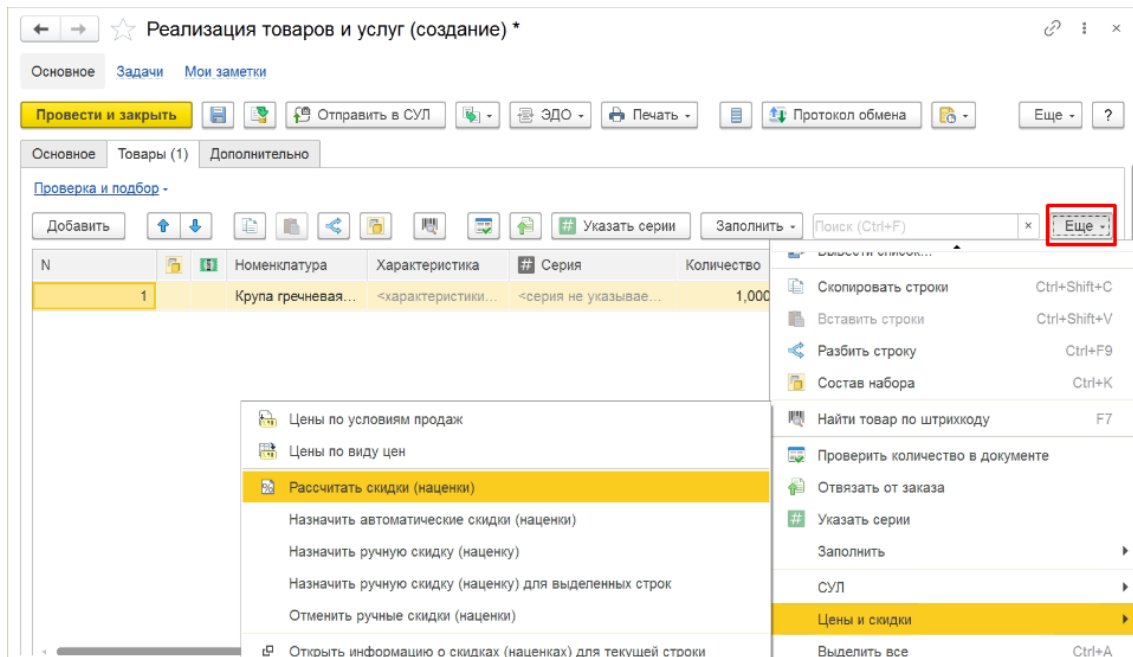 Реализация товаров и услуг (создание) *
Основное Задачи Мои заметки
Провести и закрыть Отправить в СУЛ ЭДО Печать Протокол обмена Еще ?
Основное Товары (1) Дополнительно
Проверка и подбор
Добавить Указать серии Заполнить Поиск (Ctrl+F) × Еще
N Номенклатура Характеристика # Серия Количество
1 Крупа гречневая... <характеристики... <серия не указывае... 1,000
Вывести список...
Скопировать строки Ctrl+Shift+C
Вставить строки Ctrl+Shift+V
Разбить строку Ctrl+F9
Состав набора Ctrl+K
Найти товар по штрихкоду F7
Проверить количество в документе
Отвязать от заказа
Указать серии
Заполнить
СУЛ
Цены и скидки
Выделить все Ctrl+A
Цены по условиям продаж
Цены по виду цен
Рассчитать скидки (наценки)
Назначить автоматические скидки (наценки)
Назначить ручную скидку (наценку)
Назначить ручную скидку (наценку) для выделенных строк
Отменить ручные скидки (наценки)
Открыть информацию о скидках (наценках) для текущей строки